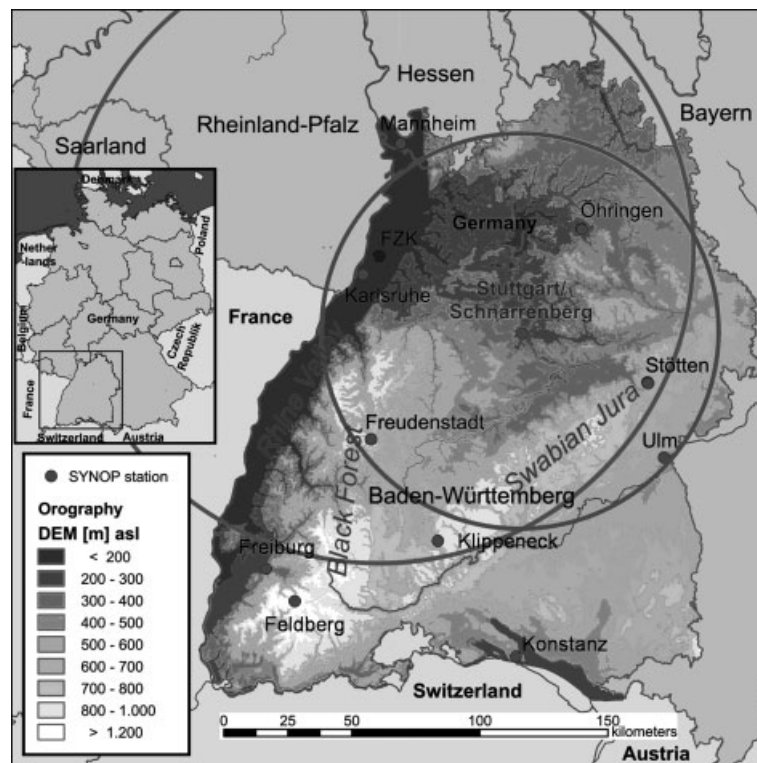 Hessen
Bayern
Rheinland-Pfalz
Mannheim
Saarland
Germany
Öhringen
FZK
Karlsruhe
Stuttgart/
Schnarrenberg
France
Stötten
Freudenstadt
Swabian Jura
Ulm
Rhine Valley
Black Forest
Baden-Württemberg
Klippeneck
Freiburg
Feldberg
Konstanz
Switzerland
Austria
Denmark
Nether
-lands
Poland
Belgium
Germany
Czech
Republik
France
Switzerland
Austria
SYNOP station
Orography
DEM [m] asl
< 200
200 - 300
300 - 400
400 - 500
500 - 600
600 - 700
700 - 800
800 - 1.000
> 1.200
0 25 50 100 150
kilometers